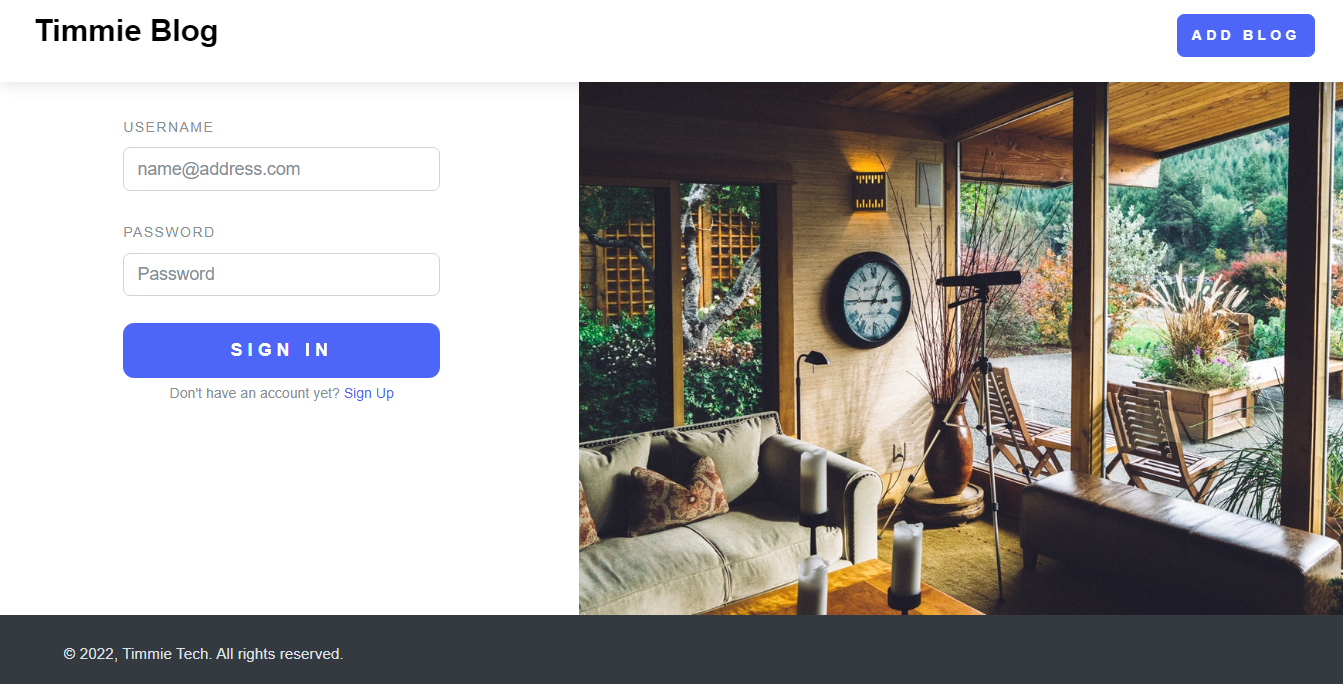 Timmie Blog
ADD BLOG
USERNAME
name@address.com
PASSWORD
Password
SIGN IN
Don't have an account yet? Sign Up
© 2022, Timmie Tech. All rights reserved.